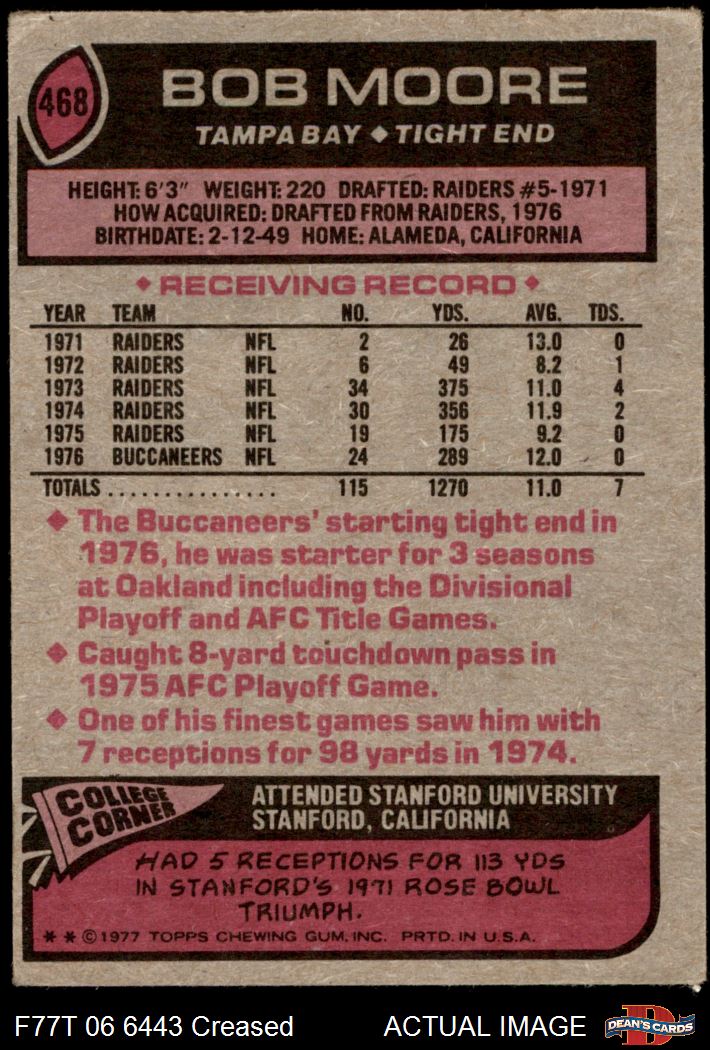 468
BOB MOORE
TAMPA BAY ◆ TIGHT END
HEIGHT: 6'3" WEIGHT: 220 DRAFTED: RAIDERS #5-1971
HOW ACQUIRED: DRAFTED FROM RAIDERS, 1976
BIRTHDATE: 2-12-49 HOME: ALAMEDA, CALIFORNIA
◆ RECEIVING RECORD ◆
YEAR TEAM NO. YDS. AVG. TDS.
1971 RAIDERS NFL 2 26 13.0 0
1972 RAIDERS NFL 6 49 8.2 1
1973 RAIDERS NFL 34 375 11.0 4
1974 RAIDERS NFL 30 356 11.9 2
1975 RAIDERS NFL 19 175 9.2 0
1976 BUCCANEERS NFL 24 289 12.0 0
TOTALS ................ 115 1270 11.0 7
◆ The Buccaneers' starting tight end in
1976, he was starter for 3 seasons
at Oakland including the Divisional
Playoff and AFC Title Games.
◆ Caught 8-yard touchdown pass in
1975 AFC Playoff Game.
◆ One of his finest games saw him with
7 receptions for 98 yards in 1974.
COLLEGE
CORNER
ATTENDED STANFORD UNIVERSITY
STANFORD, CALIFORNIA
HAD 5 RECEPTIONS FOR 113 YDS
IN STANFORD'S 1971 ROSE BOWL
TRIUMPH.
* * © 1977 TOPPS CHEWING GUM, INC. PRTD. IN U.S.A.
F77T 06 6443 Creased ACTUAL IMAGE
D
DEAN'S CARDS